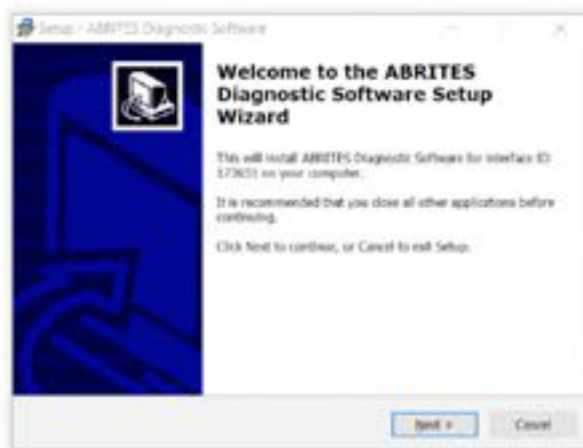 Setup - ABRITES Diagnostic Software
Welcome to the ABRITES
Diagnostic Software Setup
Wizard
This will install ABRITES Diagnostic Software for interface ID:
on your computer.
It is recommended that you close all other applications before
continuing.
Click Next to continue, or Cancel to exit Setup.
Next >
Cancel